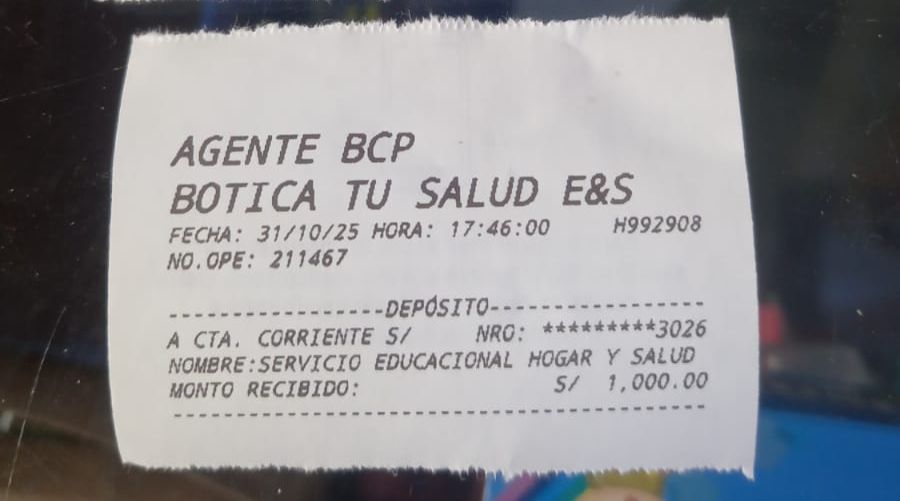 AGENTE BCP
BOTICA TU SALUD E&S
FECHA: 31/10/25 HORA: 17:46:00 H992908
NO.OPE: 211467
-----------------DEPÓSITO-----------------
A CTA. CORRIENTE S/ NRO: *********3026
NOMBRE:SERVICIO EDUCACIONAL HOGAR Y SALUD
MONTO RECIBIDO: S/ 1,000.00
------------------------------------------